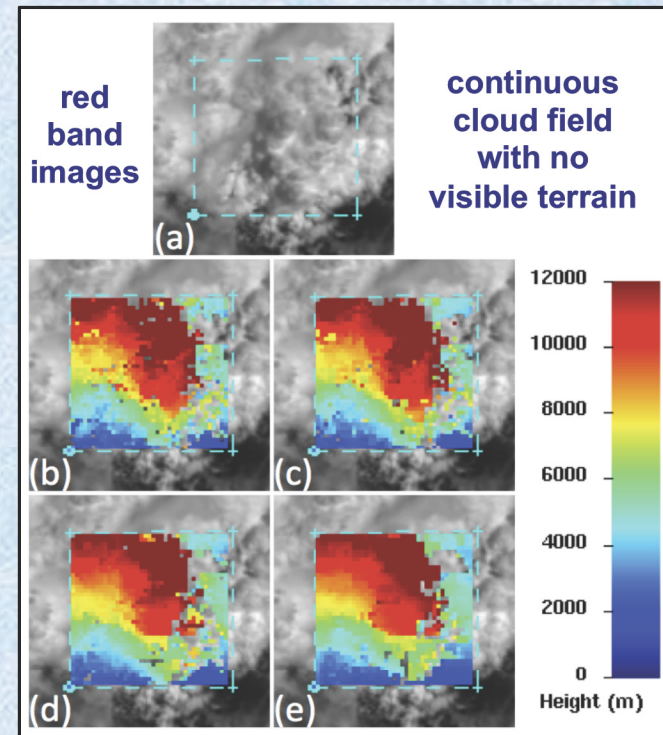 red
band
images
continuous
cloud field
with no
visible terrain
(a)
(b)
(c)
(d)
(e)
12000
10000
8000
6000
4000
2000
0
Height (m)